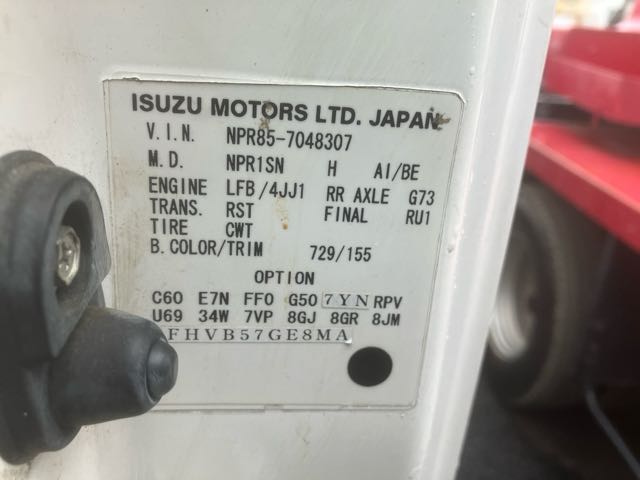 ISUZU MOTORS LTD. JAPAN
V.I.N. NPR85-7048307
M.D. NPR1SN H AI/BE
ENGINE LFB/4JJ1 RR AXLE G73
TRANS. RST FINAL RU1
TIRE CWT
B.COLOR/TRIM 729/155
OPTION
C60 E7N FF0 G50 7YN RPV
U69 34W 7VP 8GJ 8GR 8JM
FHVB57GE8MA